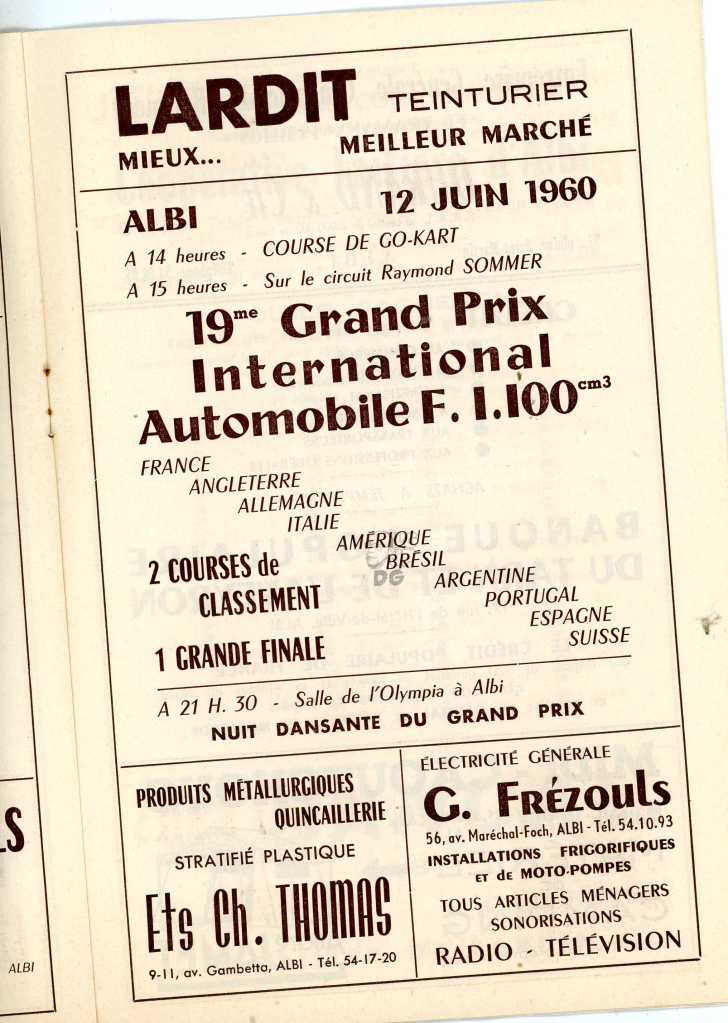 LARDIT TEINTURIER
MIEUX... MEILLEUR MARCHÉ
ALBI 12 JUIN 1960
A 14 heures - COURSE DE GO-KART
A 15 heures - Sur le circuit Raymond SOMMER
19me Grand Prix
International
Automobile F. 1.100 cm3
FRANCE
ANGLETERRE
ALLEMAGNE
ITALIE
AMERIQUE
BRÉSIL
ARGENTINE
PORTUGAL
ESPAGNE
SUISSE
2 COURSES de
CLASSEMENT
1 GRANDE FINALE
DG
A 21 H. 30 - Salle de l'Olympia à Albi
NUIT DANSANTE DU GRAND PRIX
PRODUITS MÉTALLURGIQUES
QUINCAILLERIE
STRATIFIÉ PLASTIQUE
Ets Ch. THOMAS
9-11, av. Gambetta, ALBI - Tél. 54-17-20
ÉLECTRICITÉ GÉNÉRALE
G. FRÉZOULS
56, av. Maréchal-Foch, ALBI - Tél. 54.10.93
INSTALLATIONS FRIGORIFIQUES
ET de MOTO-POMPES
TOUS ARTICLES MÉNAGERS
SONORISATIONS
RADIO - TÉLÉVISION
LS
ALBI